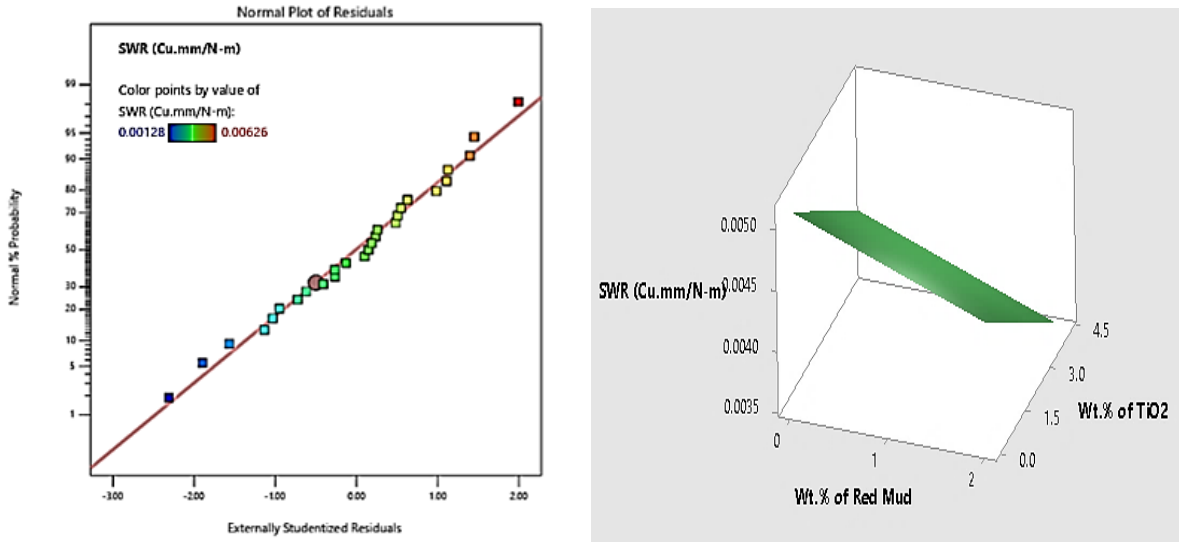 Normal Plot of Residuals
SWR (Cu.mm/N-m)
Color points by value of
SWR (Cu.mm/N-m):
0.00128 0.00626
99
95
90
80
70
50
30
20
10
5
1
Normal % Probability
-3.00 -2.00 -1.00 0.00 1.00 2.00
Externally Studentized Residuals
0.0050
SWR (Cu.mm/N-m)
0.0045
0.0040
0.0035
0 1 2
Wt.% of Red Mud
4.5
3.0
1.5
0.0
Wt.% of TiO2